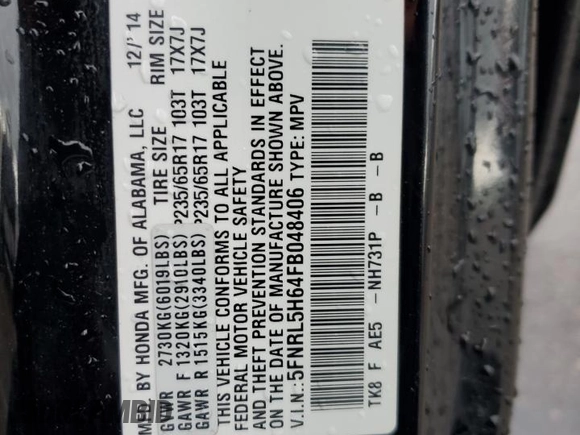 MFD. BY HONDA MFG. OF ALABAMA, LLC 12/'14
GVWR 2730KG(6019LBS) TIRE SIZE RIM SIZE
GAWR F 1320KG(2910LBS) P235/65R17 103T 17X7J
GAWR R 1515KG(3340LBS) P235/65R17 103T 17X7J
THIS VEHICLE CONFORMS TO ALL APPLICABLE
FEDERAL MOTOR VEHICLE SAFETY
AND THEFT PREVENTION STANDARDS IN EFFECT
ON THE DATE OF MANUFACTURE SHOWN ABOVE.
V.I.N.:5FNRL5H64FB048406 TYPE: MPV
TK8 F AE5 -NH731P -B -B